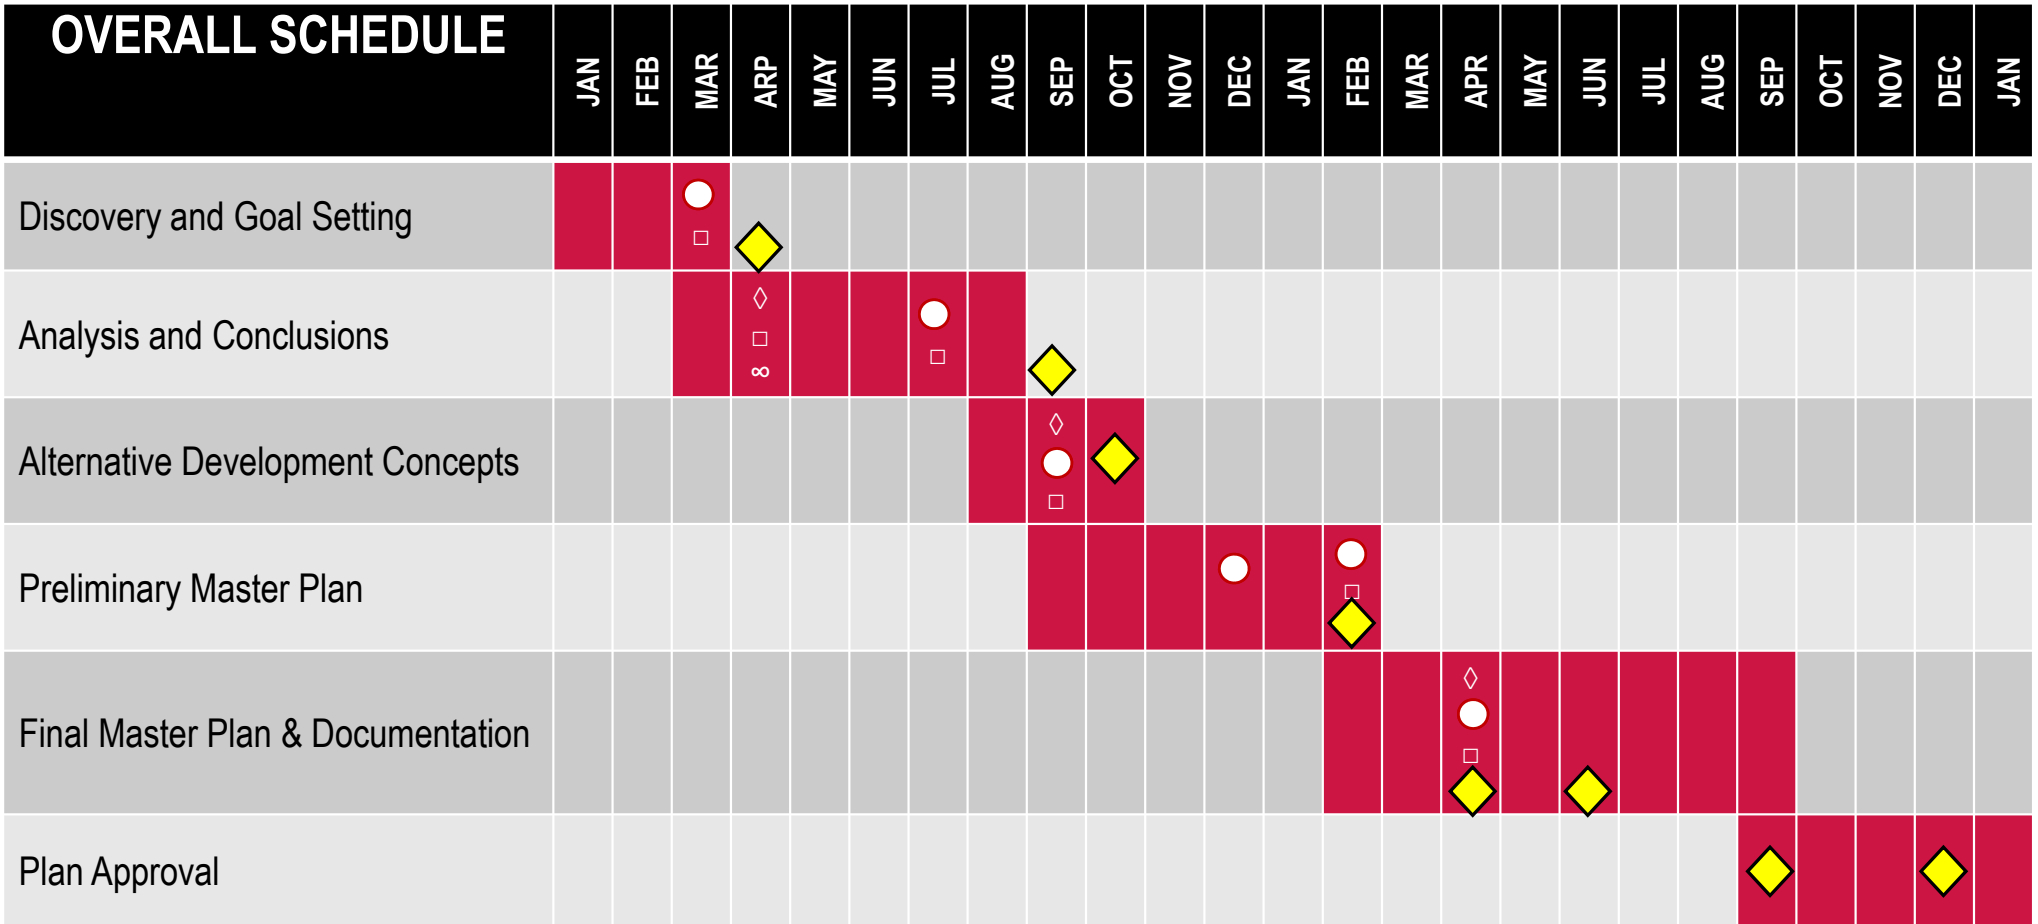 OVERALL SCHEDULE
JAN FEB MAR ARP MAY JUN JUL AUG SEP OCT NOV DEC JAN FEB MAR APR MAY JUN JUL AUG SEP OCT NOV DEC JAN
Discovery and Goal Setting
□
Analysis and Conclusions
◊
□ □
∞
Alternative Development Concepts
◊
□
Preliminary Master Plan
□
Final Master Plan & Documentation
◊
□
Plan Approval